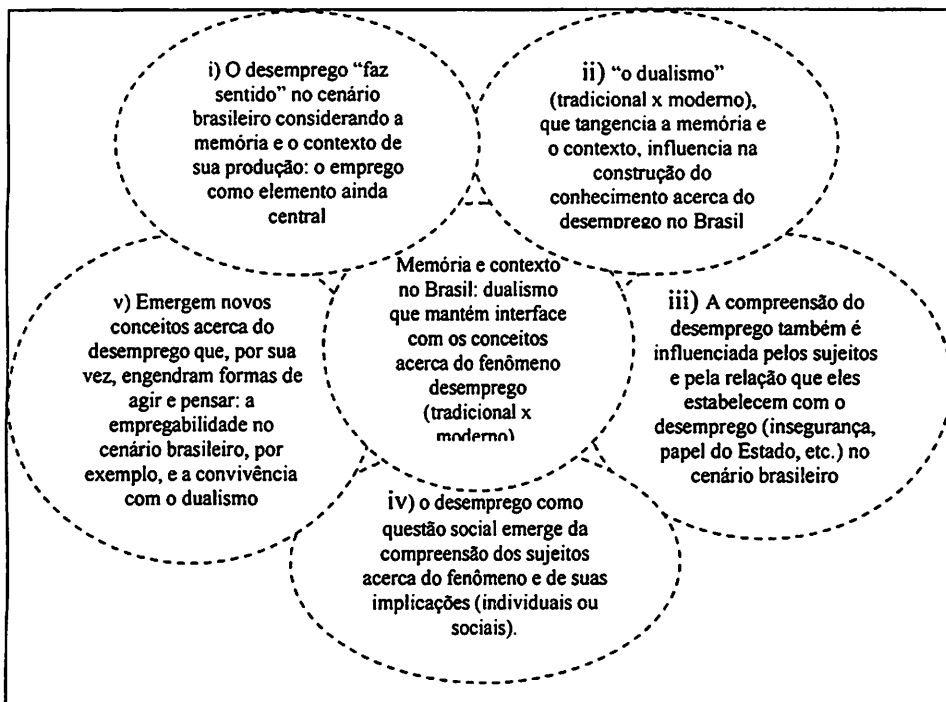 i) O desemprego “faz
sentido” no cenário
brasileiro considerando a
memória e o contexto de
sua produção: o emprego
como elemento ainda
central
ii) “o dualismo”
(tradicional x moderno),
que tangencia a memória e
o contexto, influencia na
construção do
conhecimento acerca do
desemprego no Brasil
Memória e contexto
no Brasil: dualismo
que mantém interface
com os conceitos
acerca do fenômeno
desemprego
(tradicional x
moderno)
iii) A compreensão do
desemprego também é
influenciada pelos sujeitos
e pela relação que eles
estabelecem com o
desemprego (insegurança,
papel do Estado, etc.) no
cenário brasileiro
iv) o desemprego como
questão social emerge da
compreensão dos sujeitos
acerca do fenômeno e de suas
implicações (individuais ou
sociais).
v) Emergem novos
conceitos acerca do
desemprego que, por sua
vez, engendram formas de
agir e pensar: a
empregabilidade no
cenário brasileiro, por
exemplo, e a convivência
com o dualismo